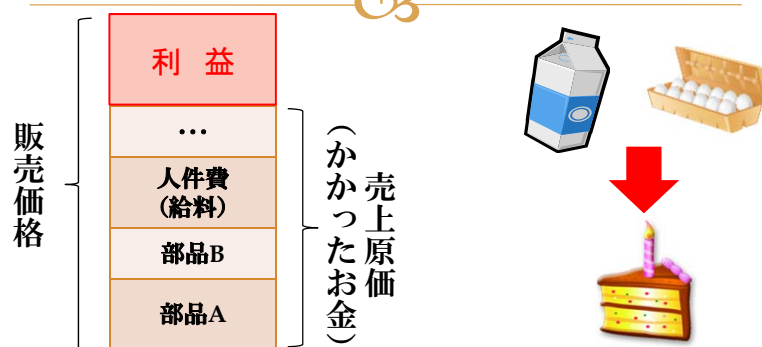 販売価格
利 益
…
人件費
(給料)
部品B
部品A
売上原価
(かかったお金)